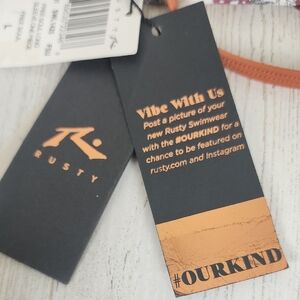 RUSTY
Vibe With Us
Post a picture of your
new Rusty Swimwear
with the #OURKIND for a
chance to be featured on
rusty.com and Instagram
#OURKIND
L